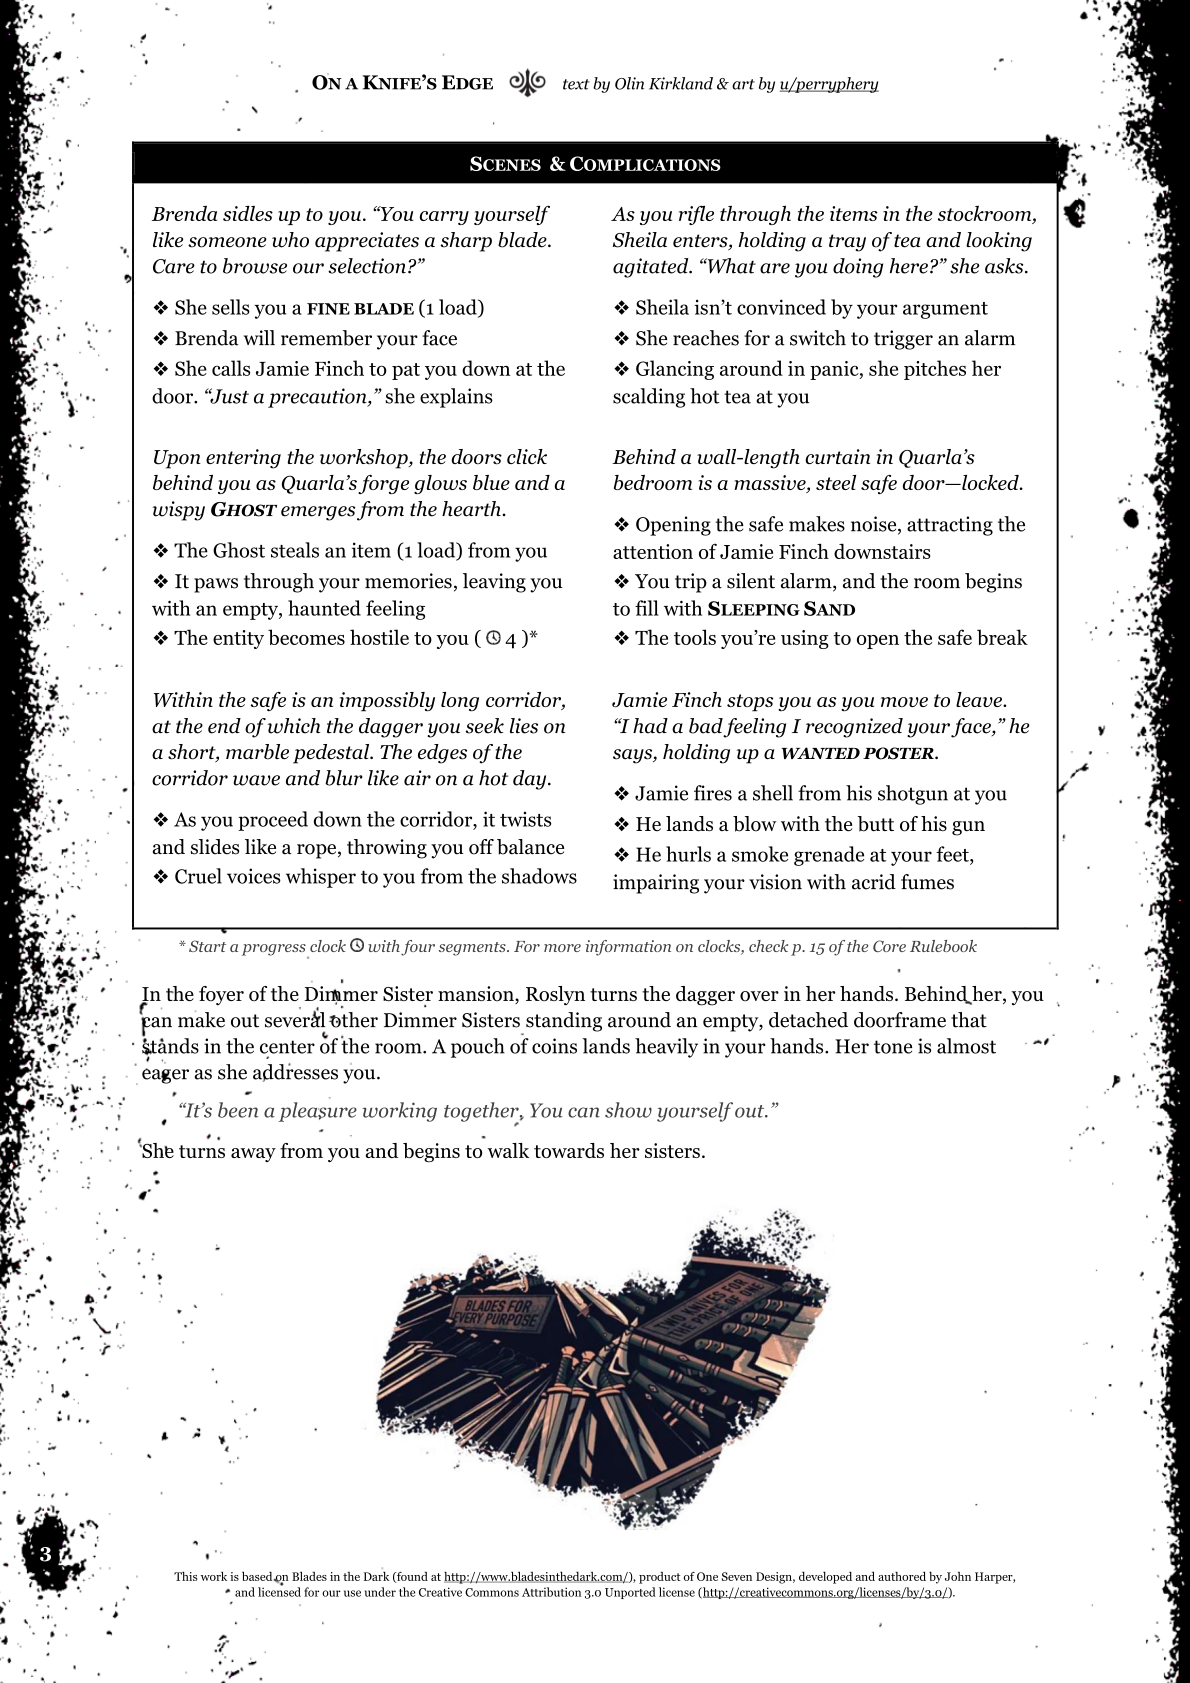 ON A KNIFE'S EDGE text by Olin Kirkland & art by u/perryphery
SCENES & COMPLICATIONS
Brenda sidles up to you. “You carry yourself
like someone who appreciates a sharp blade.
Care to browse our selection?”
❖ She sells you a FINE BLADE (1 load)
❖ Brenda will remember your face
❖ She calls Jamie Finch to pat you down at the
door. “Just a precaution,” she explains
Upon entering the workshop, the doors click
behind you as Quarla’s forge glows blue and a
wispy GHOST emerges from the hearth.
❖ The Ghost steals an item (1 load) from you
❖ It paws through your memories, leaving you
with an empty, haunted feeling
❖ The entity becomes hostile to you ( 4 )*
Within the safe is an impossibly long corridor,
at the end of which the dagger you seek lies on
a short, marble pedestal. The edges of the
corridor wave and blur like air on a hot day.
❖ As you proceed down the corridor, it twists
and slides like a rope, throwing you off balance
❖ Cruel voices whisper to you from the shadows
As you rifle through the items in the stockroom,
Sheila enters, holding a tray of tea and looking
agitated. “What are you doing here?” she asks.
❖ Sheila isn’t convinced by your argument
❖ She reaches for a switch to trigger an alarm
❖ Glancing around in panic, she pitches her
scalding hot tea at you
Behind a wall-length curtain in Quarla’s
bedroom is a massive, steel safe door—locked.
❖ Opening the safe makes noise, attracting the
attention of Jamie Finch downstairs
❖ You trip a silent alarm, and the room begins
to fill with SLEEPING SAND
❖ The tools you’re using to open the safe break
Jamie Finch stops you as you move to leave.
“I had a bad feeling I recognized your face,” he
says, holding up a WANTED POSTER.
❖ Jamie fires a shell from his shotgun at you
❖ He lands a blow with the butt of his gun
❖ He hurls a smoke grenade at your feet,
impairing your vision with acrid fumes
* Start a progress clock with four segments. For more information on clocks, check p. 15 of the Core Rulebook
In the foyer of the Dimmer Sister mansion, Roslyn turns the dagger over in her hands. Behind her, you
can make out several other Dimmer Sisters standing around an empty, detached doorframe that
stands in the center of the room. A pouch of coins lands heavily in your hands. Her tone is almost
eager as she addresses you.
“It’s been a pleasure working together, You can show yourself out.”
She turns away from you and begins to walk towards her sisters.
BLADES FOR
EVERY PURPOSE
TWO KNIVES FOR
THE PRICE OF ONE
3
This work is based on Blades in the Dark (found at http://www.bladesinthedark.com/), product of One Seven Design, developed and authored by John Harper,
and licensed for our use under the Creative Commons Attribution 3.0 Unported license (http://creativecommons.org/licenses/by/3.0/).